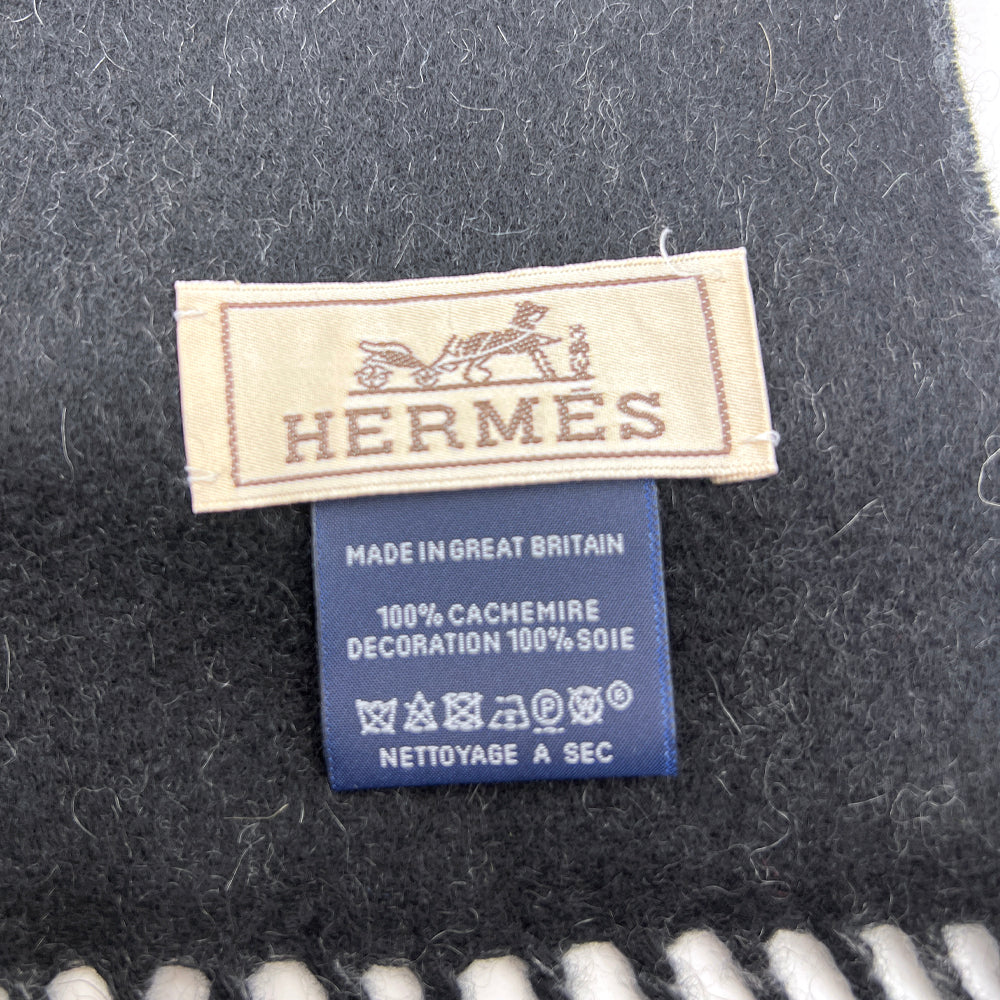 HERMÈS
MADE IN GREAT BRITAIN
100% CACHEMIRE
DECORATION 100% SOIE
P W ®
NETTOYAGE A SEC